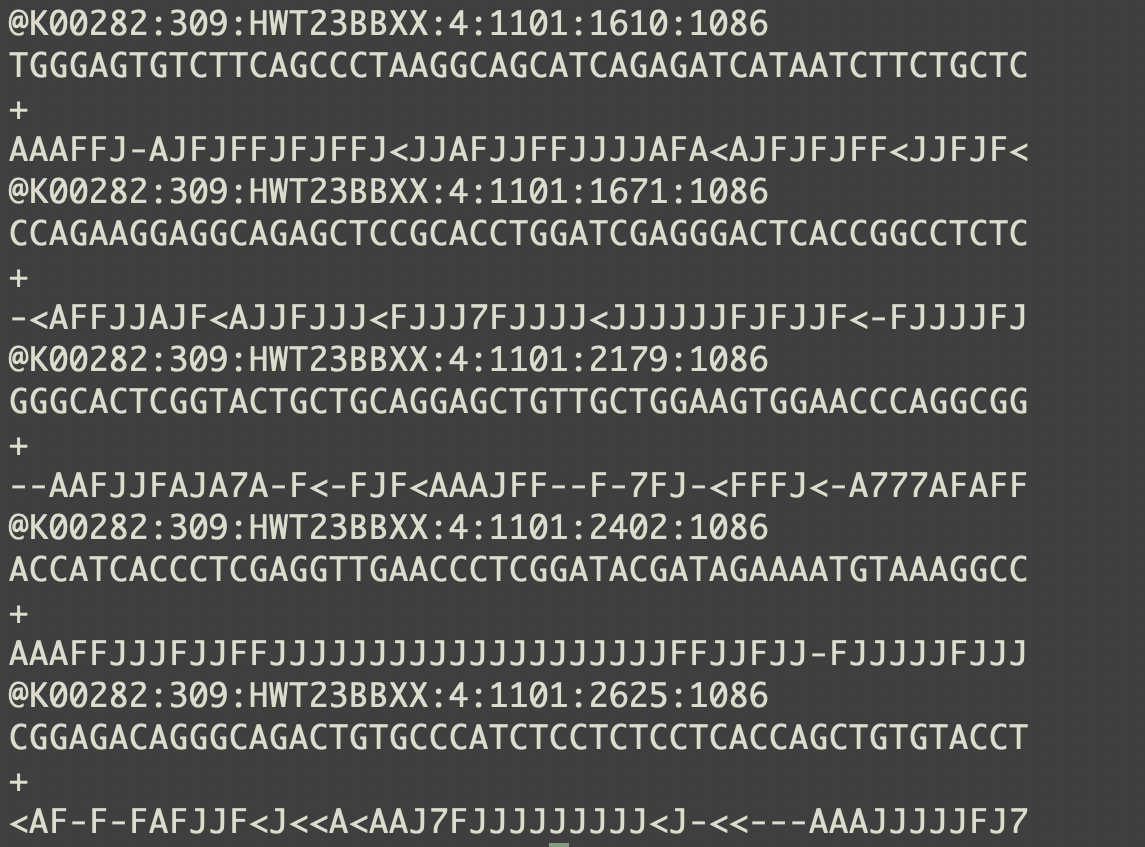 @K00282:309:HWT23BBXX:4:1101:1610:1086
TGGGAGTGTCTTCAGCCCTAAGGCAGCATCAGAGATCATAATCTTCTGCTC
+
AAAFFJ-AJFJFFJFJFFJ<JJAFJJFFJJJJAFA<AJFJFJFF<JJFJF<
@K00282:309:HWT23BBXX:4:1101:1671:1086
CCAGAAGGAGGCAGAGCTCCGCACCTGGATCGAGGGACTCACCGGCCTCTC
+
-<AFFJJAJF<AJJFJJJ<FJJJ7FJJJJ<JJJJJJFJFJJF<-FJJJJFJ
@K00282:309:HWT23BBXX:4:1101:2179:1086
GGGCACTCGGTACTGCTGCAGGAGCTGTTGCTGGAAGTGGAACCCAGGCGG
+
--AAFJJFAJA7A-F<-FJF<AAAJFF--F-7FJ-<FFFJ<-A777AFAFF
@K00282:309:HWT23BBXX:4:1101:2402:1086
ACCATCACCCTCGAGGTTGAACCCTCGGATACGATAGAAAATGTAAAGGCC
+
AAAFFJJJFJJFFJJJJJJJJJJJJJJJJJJJJFFJJFJJ-FJJJJJFJJJ
@K00282:309:HWT23BBXX:4:1101:2625:1086
CGGAGACAGGGCAGACTGTGCCCATCTCCTCTCCTCACCAGCTGTGTACCT
+
<AF-F-FAFJJF<J<<A<AAJ7FJJJJJJJJJ<J-<<---AAAJJJJJFJ7